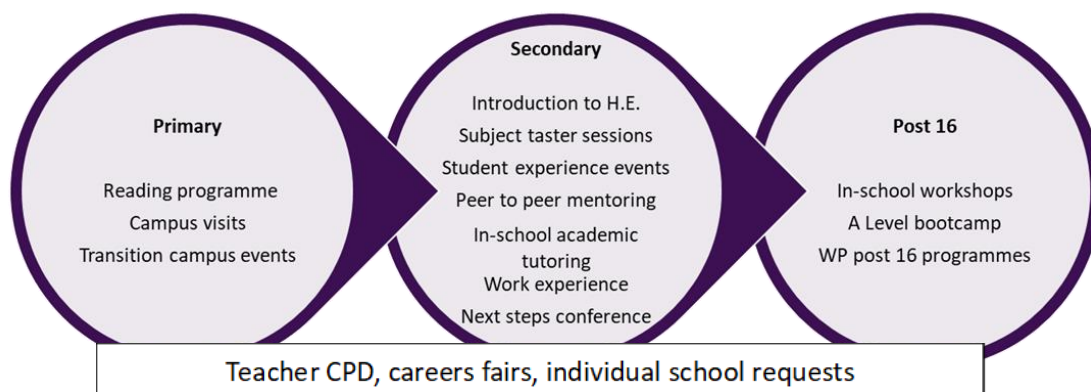 Primary
Reading programme
Campus visits
Transition campus events
Secondary
Introduction to H.E.
Subject taster sessions
Student experience events
Peer to peer mentoring
In-school academic
tutoring
Work experience
Next steps conference
Post 16
In-school workshops
A Level bootcamp
WP post 16 programmes
Teacher CPD, careers fairs, individual school requests